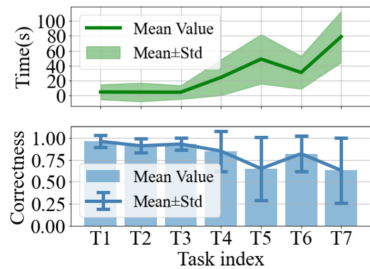 Time(s)
100
80
60
40
20
0
Mean Value
Mean±Std
Correctness
1.00
0.75
0.50
0.25
0.00
Mean Value
Mean±Std
T1 T2 T3 T4 T5 T6 T7
Task index